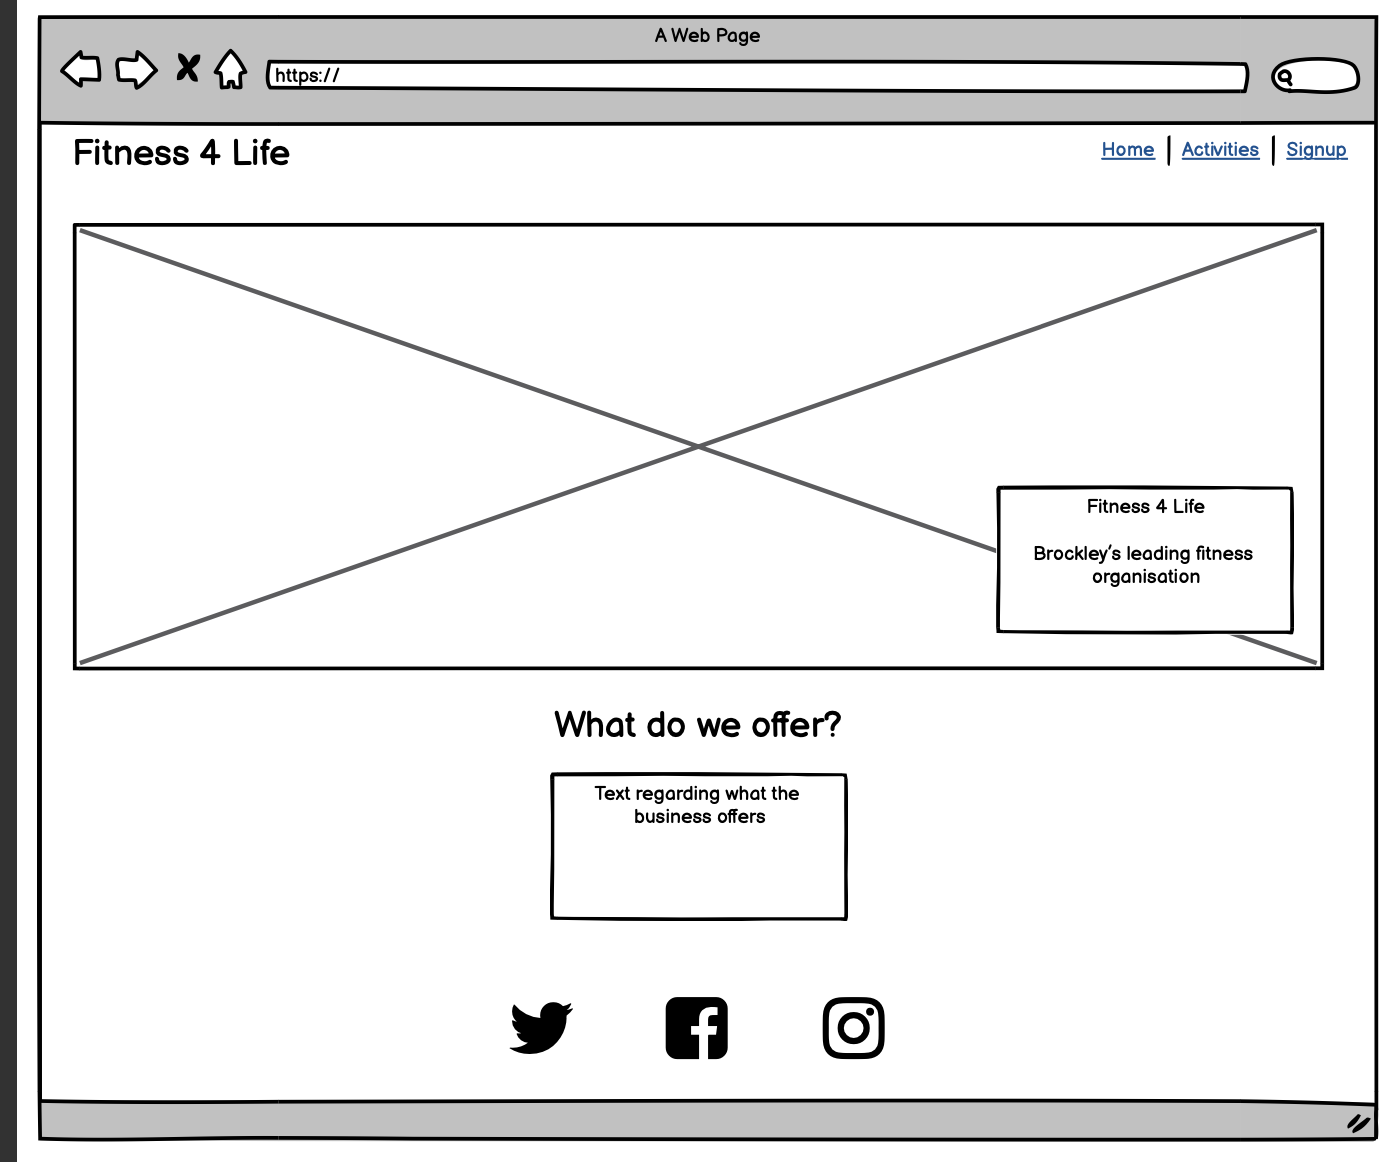 A Web Page
https://
Fitness 4 Life
Home
Activities
Signup
Fitness 4 Life
Brockley's leading fitness
organisation
What do we offer?
Text regarding what the
business offers